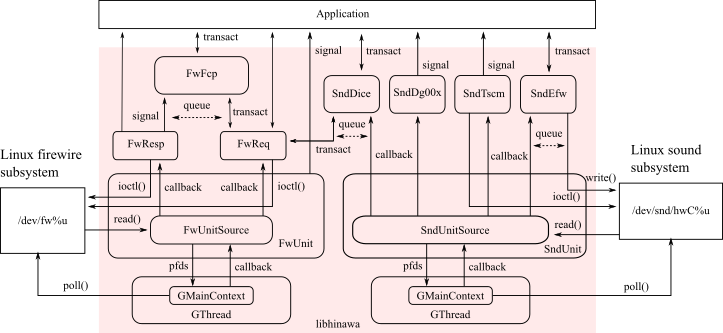 Application
transact
signal
transact
signal
signal
transact
FwFcp
SndDice
SndDg00x
SndTscm
SndEfw
signal
queue
transact
queue
queue
FwResp
FwReq
transact
Linux firewire
subsystem
Linux sound
subsystem
ioctl()
callback
callback
ioctl()
callback
callback
write()
ioctl()
/dev/fw%u
read()
FwUnitSource
FwUnit
SndUnitSource
SndUnit
read()
/dev/snd/hwC%u
pfds
callback
pfds
callback
poll()
GMainContext
GThread
GMainContext
GThread
poll()
libhinawa